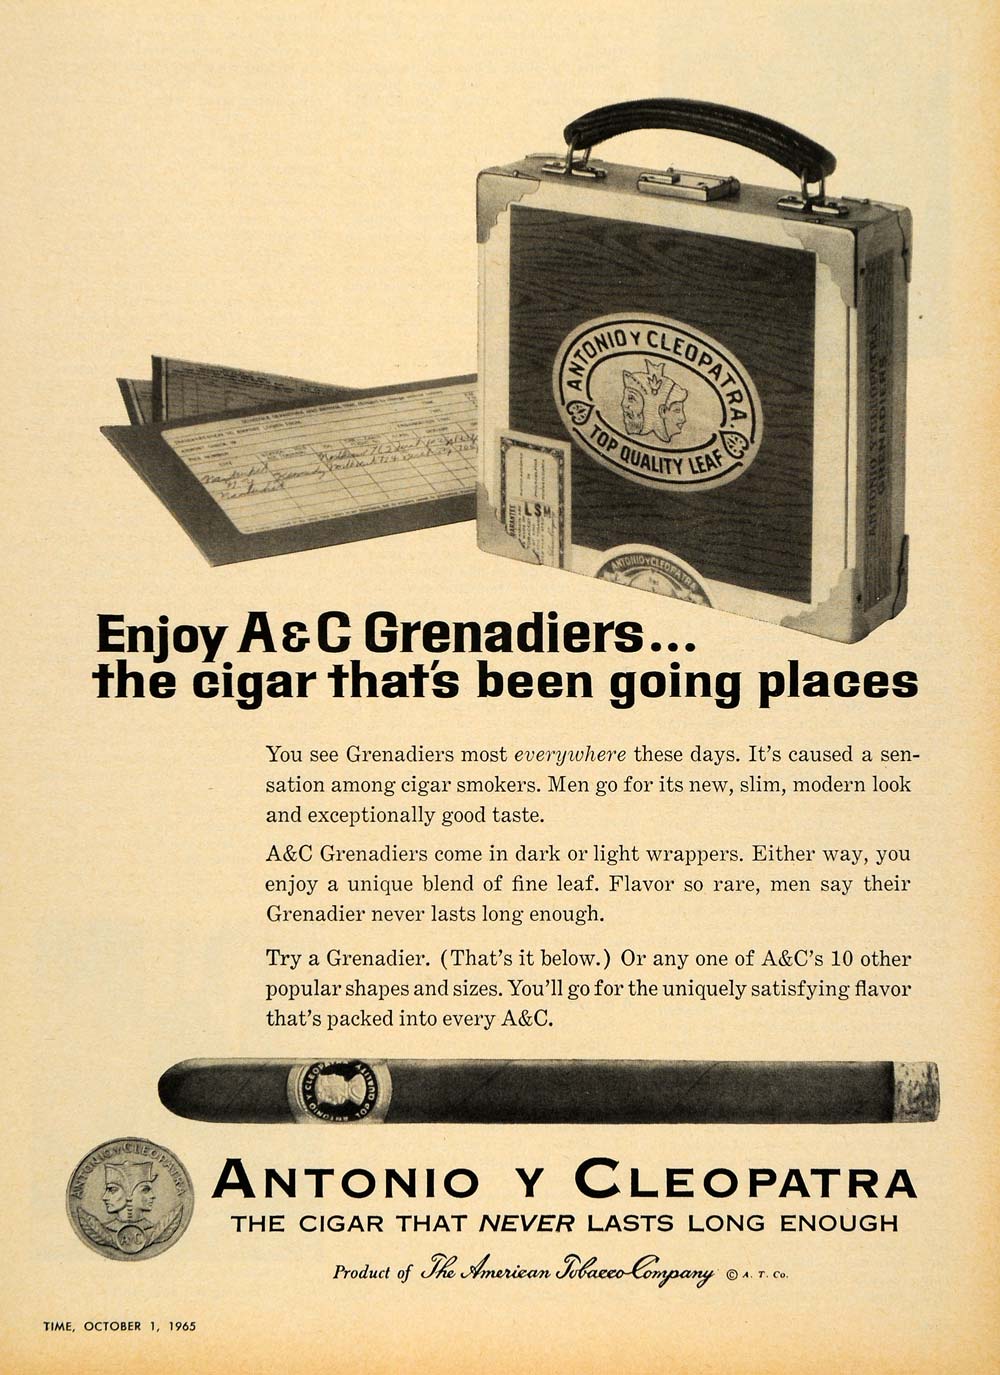 ANTONIO Y CLEOPATRA.
TOP QUALITY LEAF
ANTONIO Y CLEOPATRA
GRENADIERS
GUARANTEE
LSM
ANTONIO Y CLEOPATRA
Enjoy A&C Grenadiers...
the cigar that's been going places
You see Grenadiers most everywhere these days. It's caused a sen-
sation among cigar smokers. Men go for its new, slim, modern look
and exceptionally good taste.
A&C Grenadiers come in dark or light wrappers. Either way, you
enjoy a unique blend of fine leaf. Flavor so rare, men say their
Grenadier never lasts long enough.
Try a Grenadier. (That's it below.) Or any one of A&C's 10 other
popular shapes and sizes. You'll go for the uniquely satisfying flavor
that's packed into every A&C.
ANTONIO Y CLEOPATRA
A&C
ANTONIO Y CLEOPATRA
THE CIGAR THAT NEVER LASTS LONG ENOUGH
Product of The American Tobacco Company © A. T. Co.
TIME, OCTOBER 1, 1965